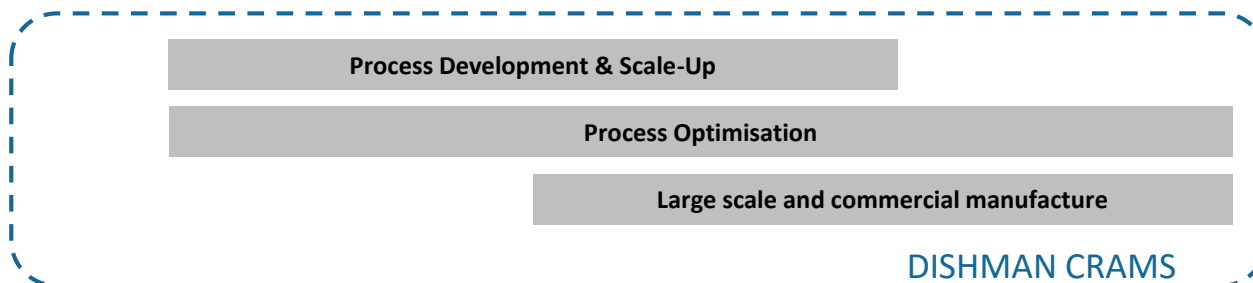 Process Development & Scale-Up
Process Optimisation
Large scale and commercial manufacture
DISHMAN CRAMS